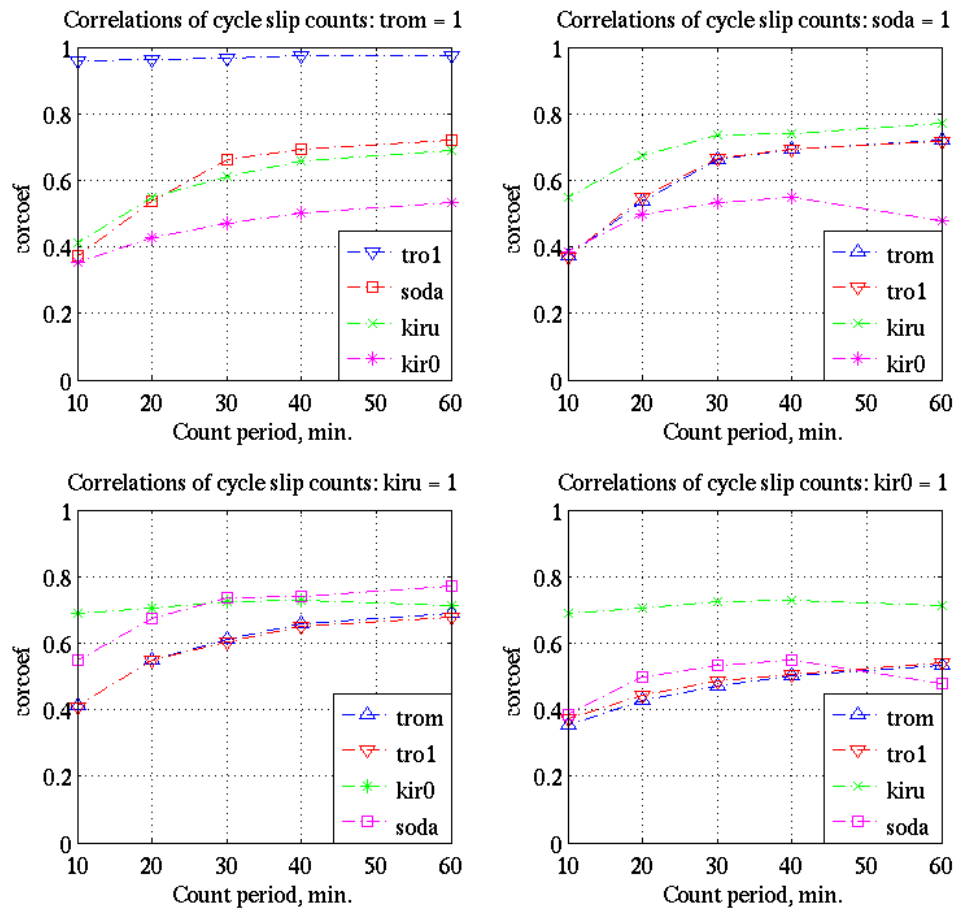 Correlations of cycle slip counts: trom = 1
1
0.8
0.6
0.4
0.2
0
corcoef
tro1
soda
kiru
kir0
10 20 30 40 50 60
Count period, min.
Correlations of cycle slip counts: soda = 1
1
0.8
0.6
0.4
0.2
0
corcoef
trom
tro1
kiru
kir0
10 20 30 40 50 60
Count period, min.
Correlations of cycle slip counts: kiru = 1
1
0.8
0.6
0.4
0.2
0
corcoef
trom
tro1
kir0
soda
10 20 30 40 50 60
Count period, min.
Correlations of cycle slip counts: kir0 = 1
1
0.8
0.6
0.4
0.2
0
corcoef
trom
tro1
kiru
soda
10 20 30 40 50 60
Count period, min.